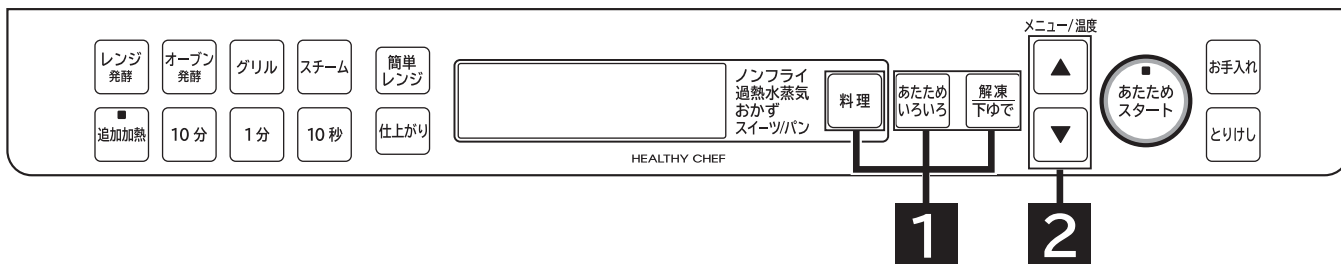 メニュー/温度
レンジ
発酵
オーブン
発酵
グリル
スチーム
簡単
レンジ
ノンフライ
過熱水蒸気
おかず
スイーツ/パン
料理
あたため
いろいろ
解凍
下ゆで
▲
あたため
スタート
お手入れ
追加加熱
10分
1分
10秒
仕上がり
▼
とりけし
HEALTHY CHEF
1
2